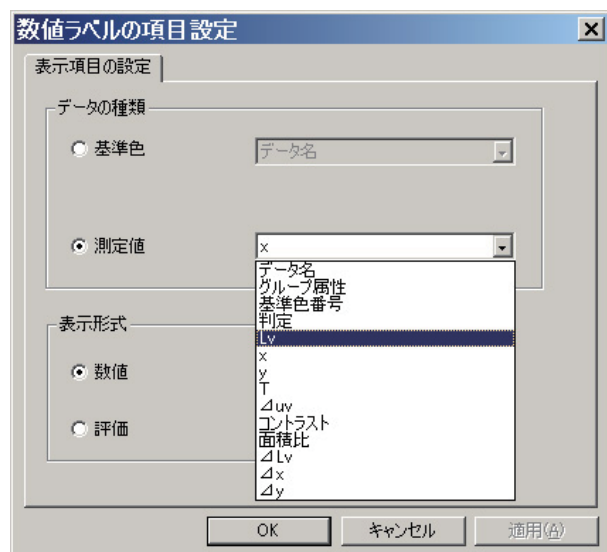 数値ラベルの項目設定
表示項目の設定
データの種類
基準色
データ名
測定値
x
データ名
グループ属性
基準色番号
判定
Lv
x
y
T
⊿uv
コントラスト
面積比
⊿Lv
⊿x
⊿y
表示形式
数値
評価
OK
キャンセル
適用(A)